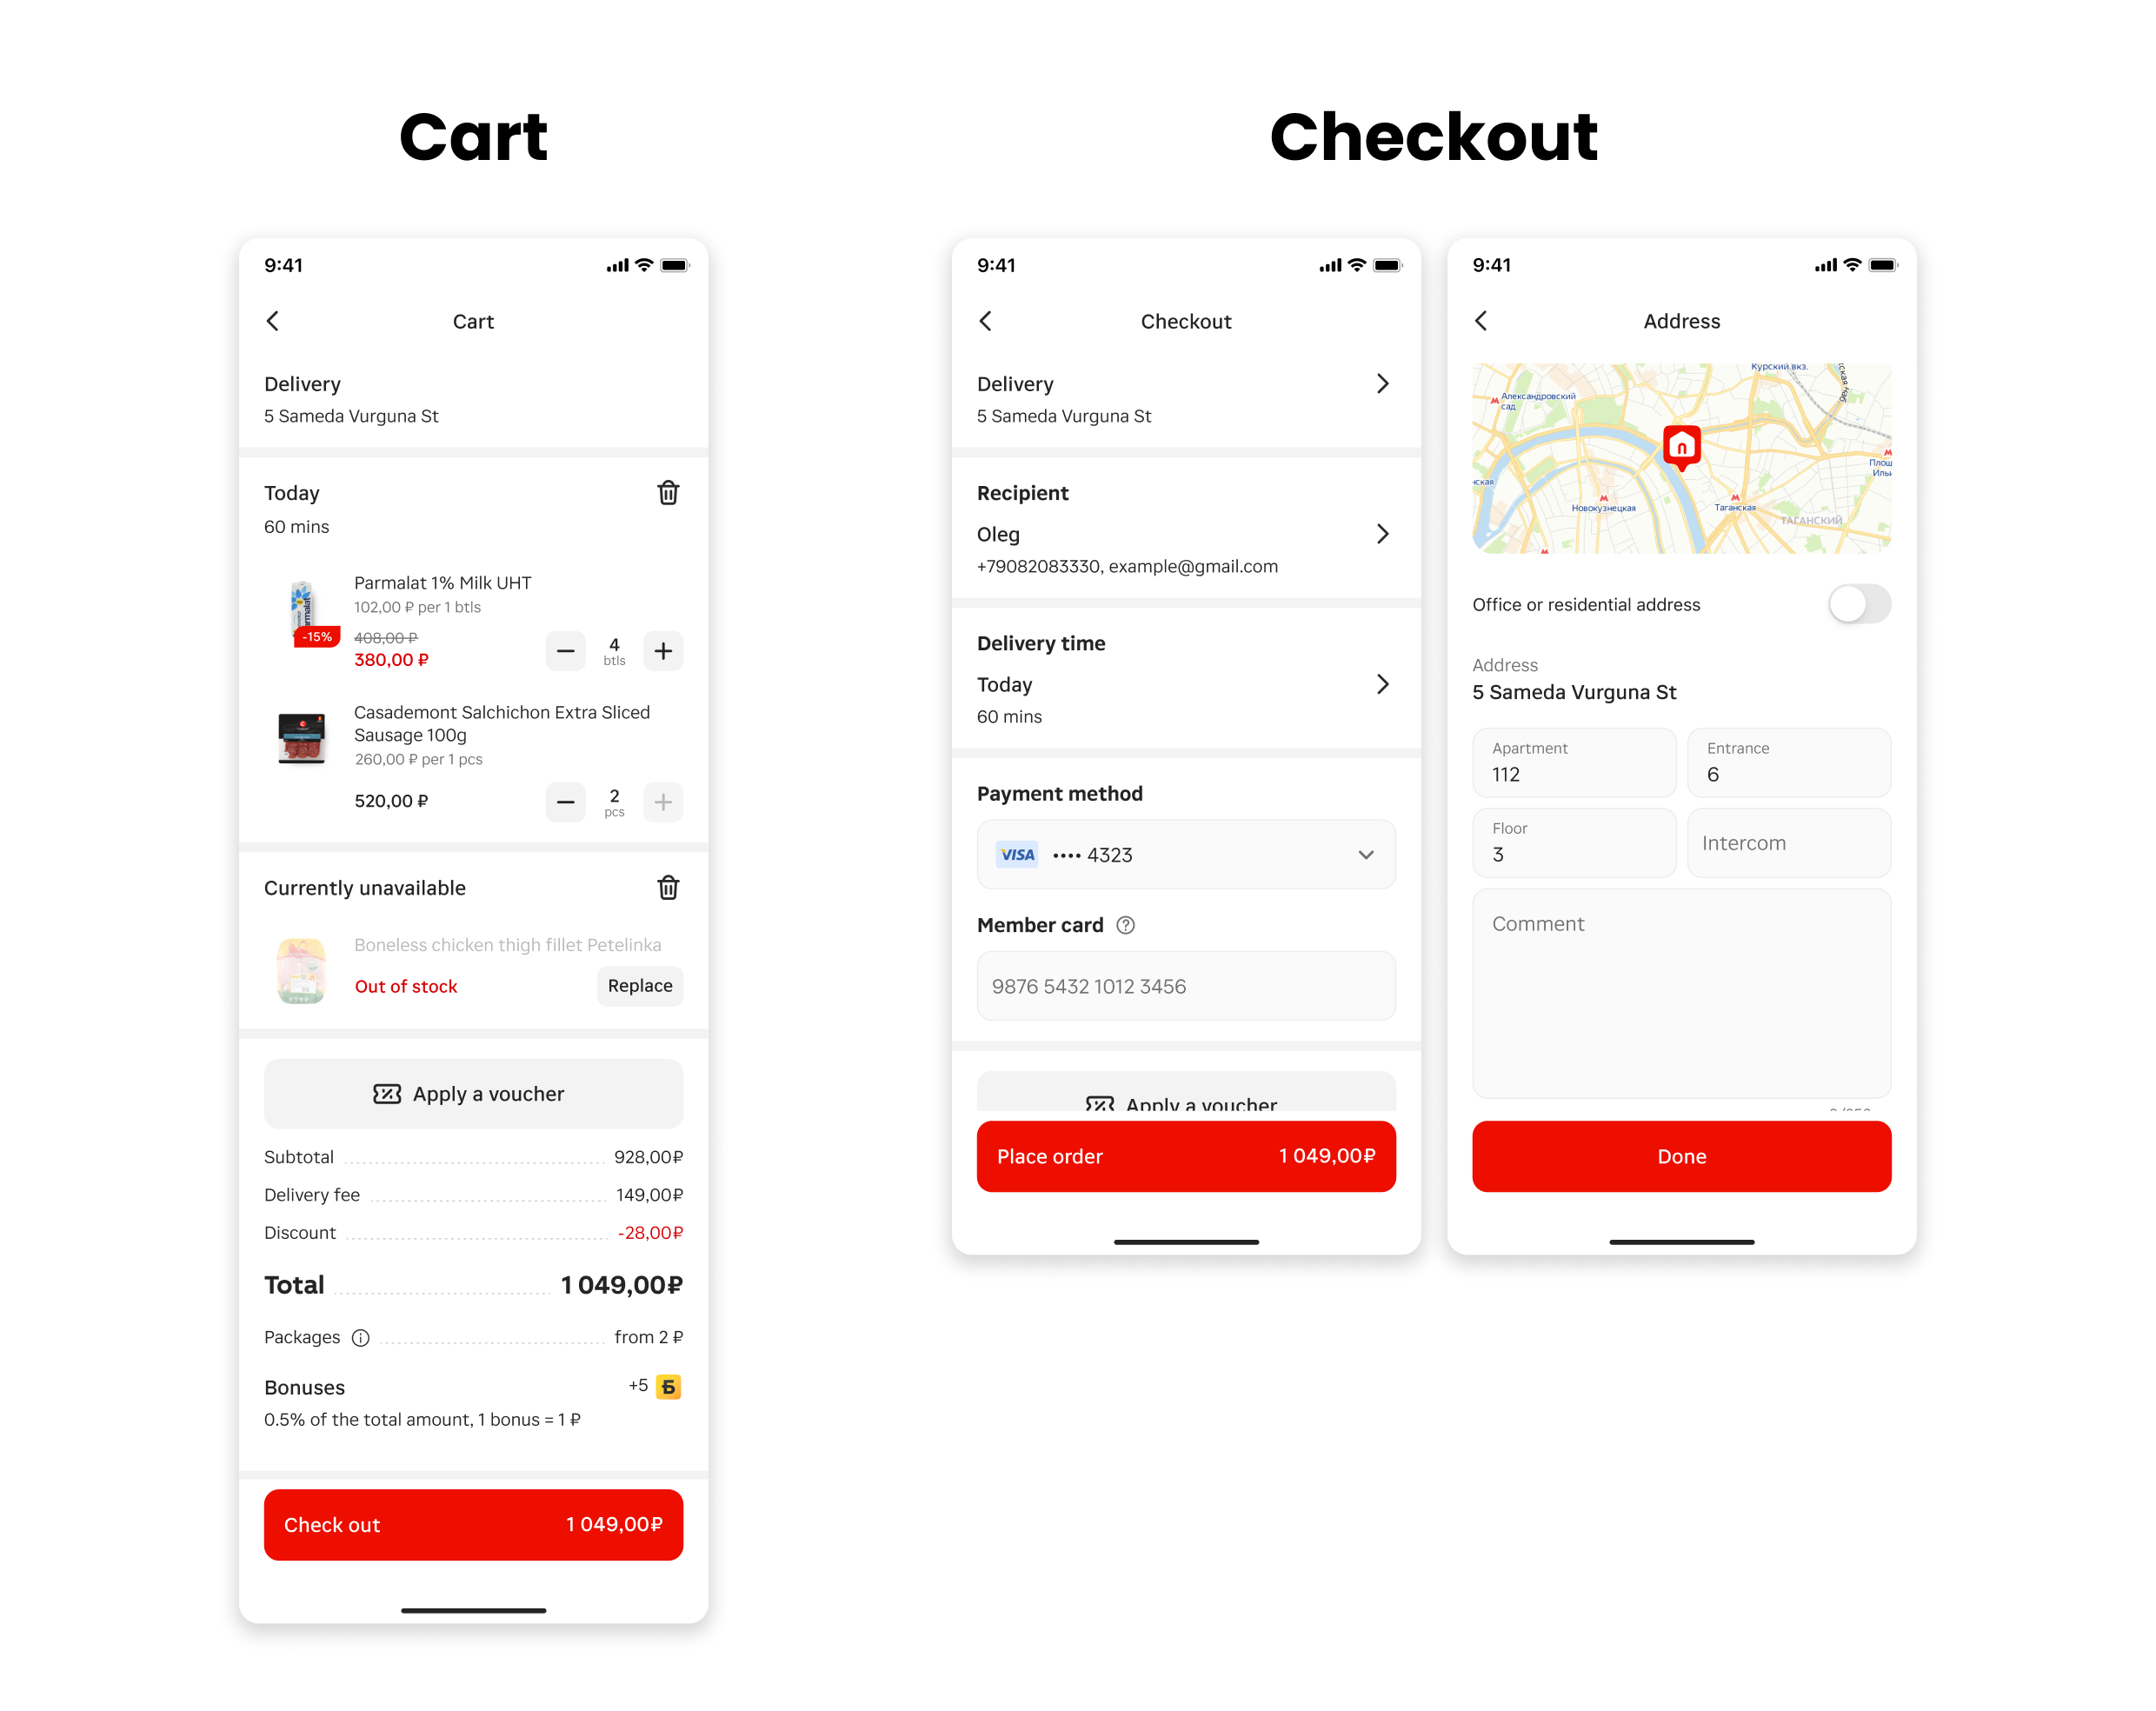 Cart
Checkout
9:41
Cart
Delivery
5 Sameda Vurguna St
Today
60 mins
Parmalat 1% Milk UHT
102,00 ₽ per 1 btls
-15%
408,00 ₽
380,00 ₽
4
btls
Casademont Salchichon Extra Sliced
Sausage 100g
260,00 ₽ per 1 pcs
520,00 ₽
2
pcs
Currently unavailable
Boneless chicken thigh fillet Petelinka
Out of stock
Replace
Apply a voucher
Subtotal 928,00₽
Delivery fee 149,00₽
Discount -28,00₽
Total 1 049,00₽
Packages from 2 ₽
Bonuses +5 Б
0.5% of the total amount, 1 bonus = 1 ₽
Check out 1 049,00₽
9:41
Checkout
Delivery
5 Sameda Vurguna St
Recipient
Oleg
+79082083330, example@gmail.com
Delivery time
Today
60 mins
Payment method
VISA •••• 4323
Member card
9876 5432 1012 3456
Apply a voucher
Place order 1 049,00₽
9:41
Address
Курский вкз.
Александровский
сад
Новокузнецкая
Таганская
ТАГАНСКИЙ
Office or residential address
Address
5 Sameda Vurguna St
Apartment
112
Entrance
6
Floor
3
Intercom
Comment
Done